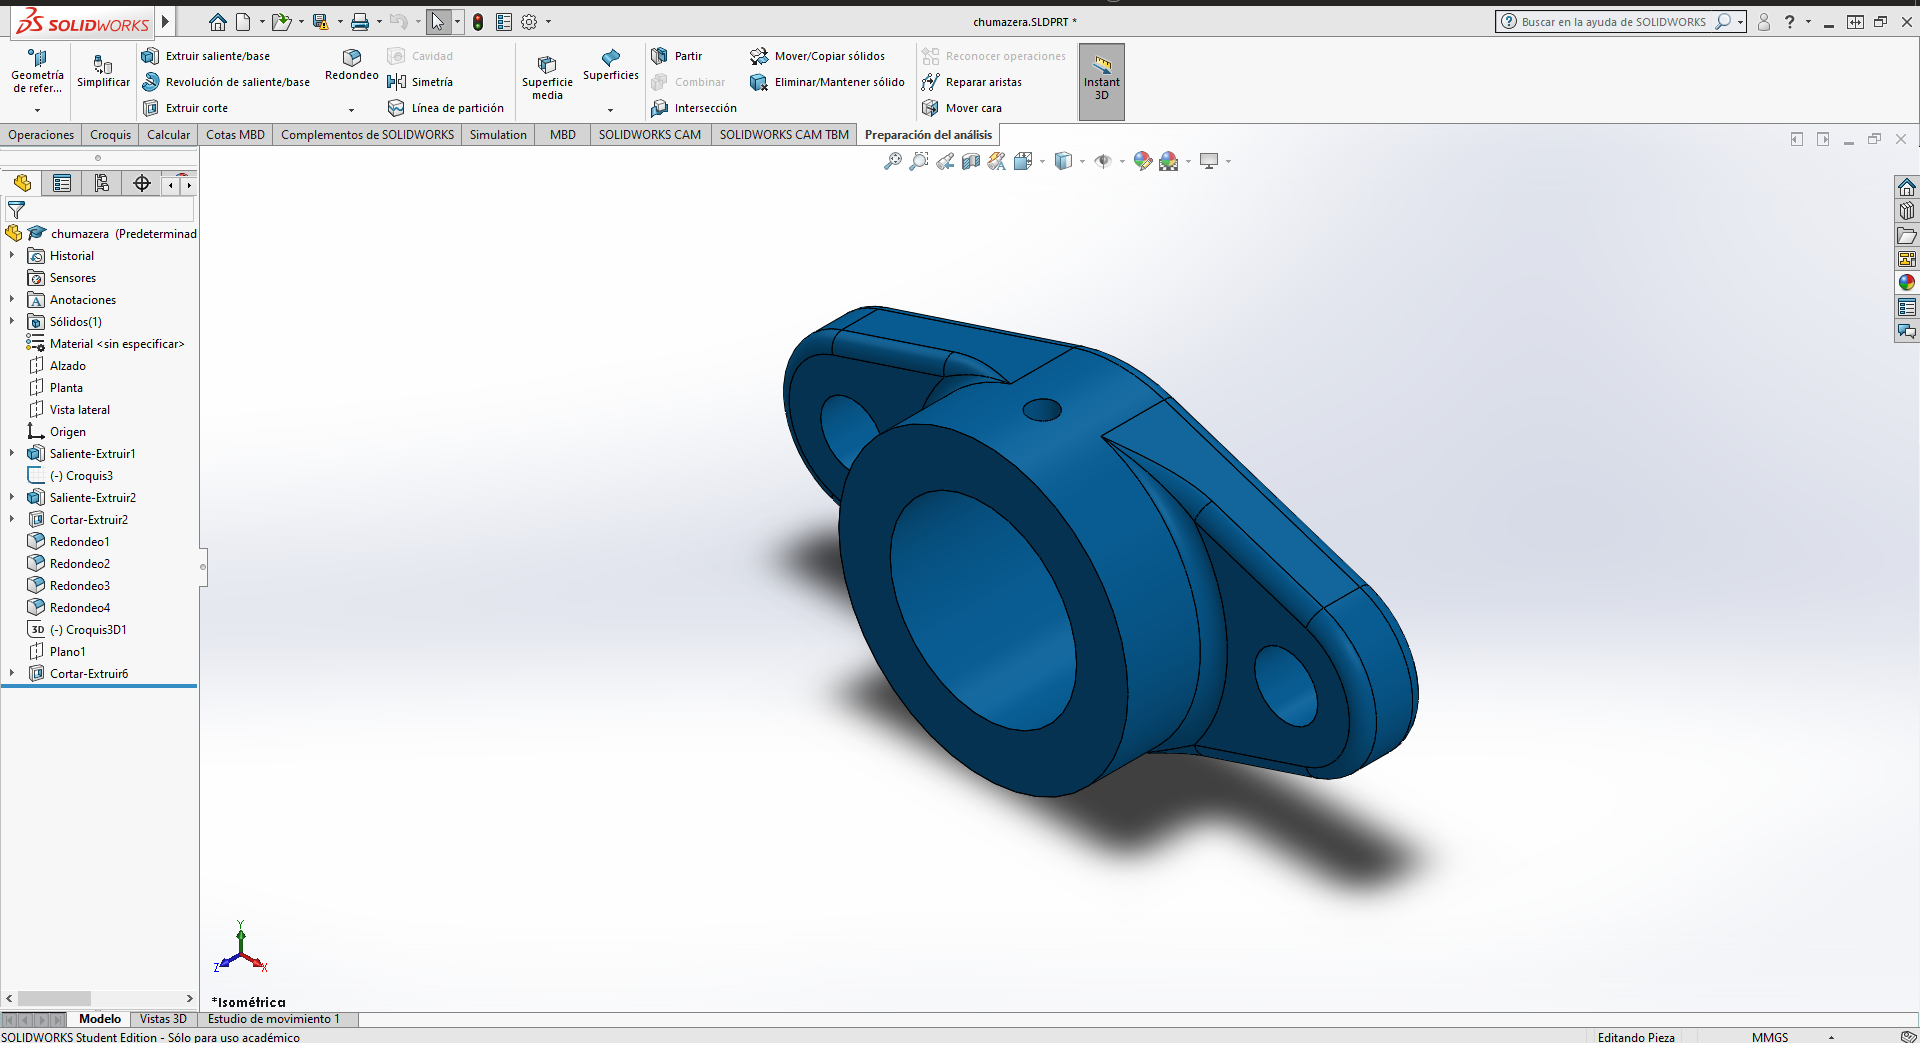 SOLIDWORKS
chumazera.SLDPRT *
Buscar en la ayuda de SOLIDWORKS
Geometría de refer...
Simplificar
Extruir saliente/base
Revolución de saliente/base
Extruir corte
Redondeo
Cavidad
Simetría
Línea de partición
Superficie media
Superficies
Partir
Combinar
Intersección
Mover/Copiar sólidos
Eliminar/Mantener sólido
Reconocer operaciones
Reparar aristas
Mover cara
Instant 3D
Operaciones
Croquis
Calcular
Cotas MBD
Complementos de SOLIDWORKS
Simulation
MBD
SOLIDWORKS CAM
SOLIDWORKS CAM TBM
Preparación del análisis
chumazera (Predeterminad
Historial
Sensores
A Anotaciones
Sólidos(1)
Material <sin especificar>
Alzado
Planta
Vista lateral
Origen
Saliente-Extruir1
(-) Croquis3
Saliente-Extruir2
Cortar-Extruir2
Redondeo1
Redondeo2
Redondeo3
Redondeo4
3D (-) Croquis3D1
Plano1
Cortar-Extruir6
Y
Z X
*Isométrica
Modelo
Vistas 3D
Estudio de movimiento 1
SOLIDWORKS Student Edition - Sólo para uso académico
Editando Pieza
MMGS